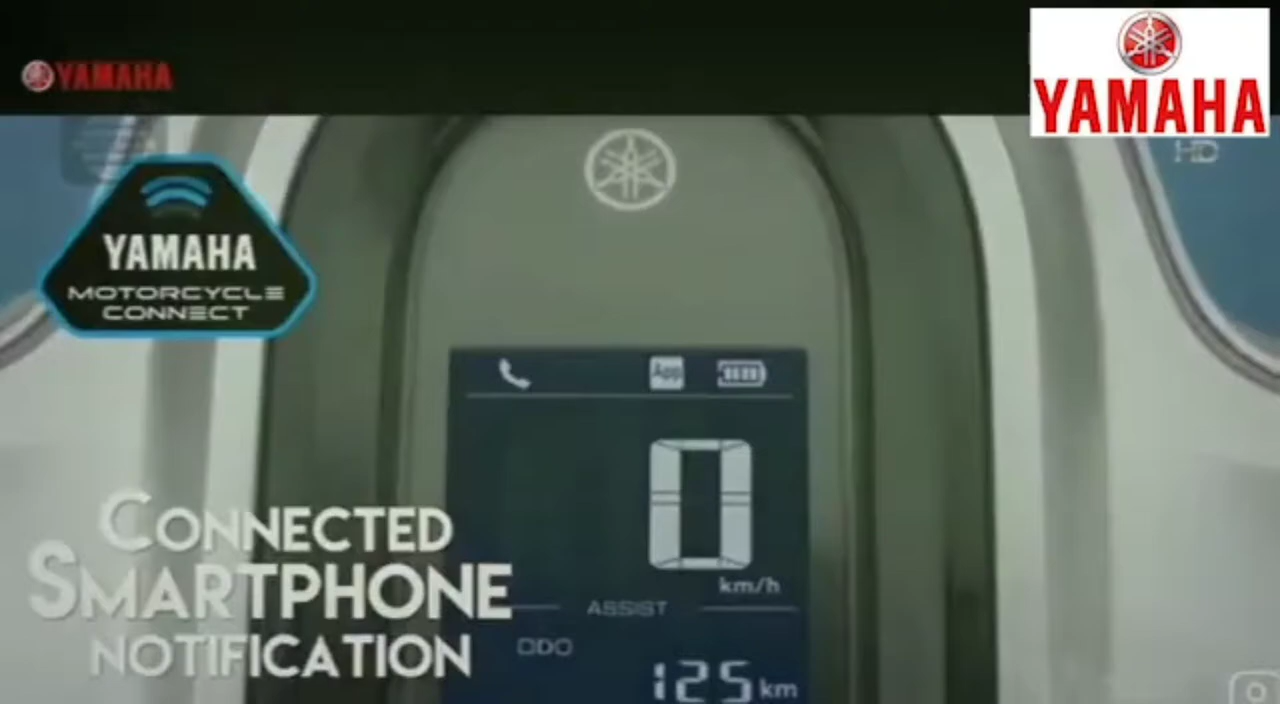 YAMAHA
YAMAHA
HD
YAMAHA
MOTORCYCLE
CONNECT
App
0
km/h
CONNECTED
SMARTPHONE
NOTIFICATION
ASSIST
ODO
125 km